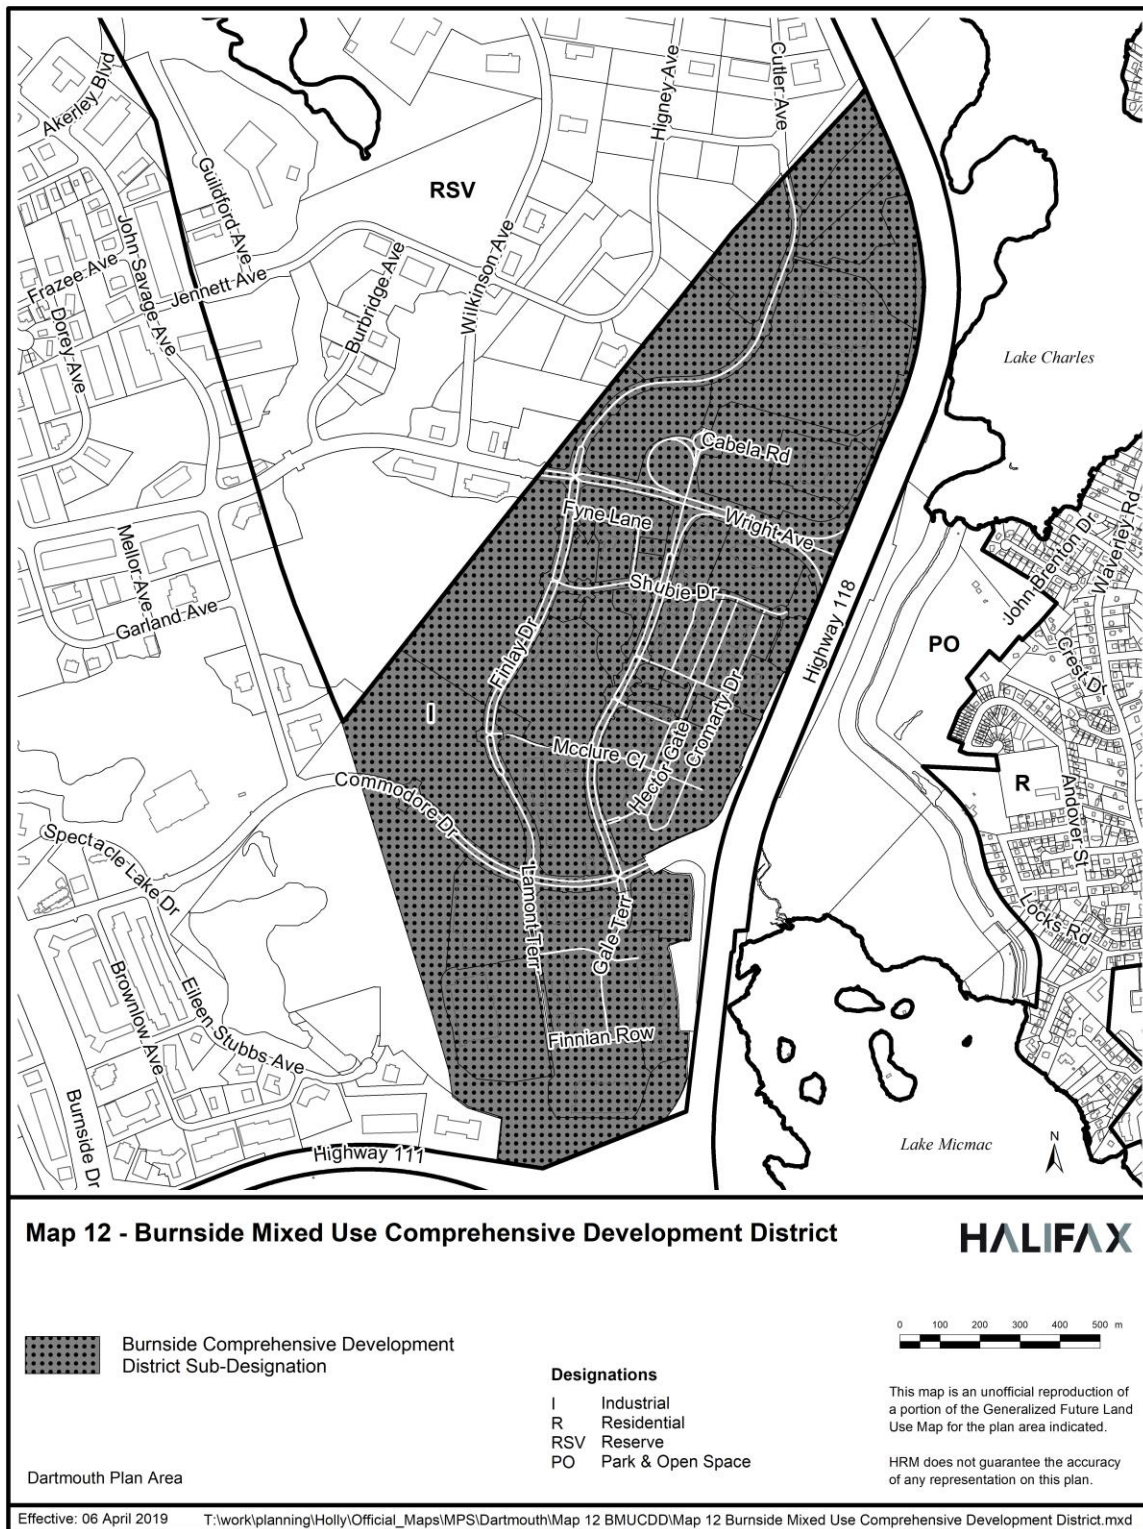 Akerley Blvd
Higney Ave
Cutler Ave
Guildford Ave
RSV
John Savage Ave
Frazee Ave
Dorey Ave
Jennett Ave
Burbridge Ave
Wilkinson Ave
Lake Charles
Cabela Rd
Fyne Lane
Wright Ave
Mellor Ave
Garland Ave
Shubie Dr
Finlay Dr
Highway 118
John Brenton Dr
Waverley Rd
PO
Crest Dr
I
Mcclure Cl
Hector Gate
Cromarty Dr
R
Andover St
Commodore Dr
Spectacle Lake Dr
Lamont Terr
Gale Terr
Locks Rd
Brownlow Ave
Eileen Stubbs Ave
Finnian Row
Burnside Dr
Highway 111
Lake Micmac
N
Map 12 - Burnside Mixed Use Comprehensive Development District
HALIFAX
Burnside Comprehensive Development
District Sub-Designation
0 100 200 300 400 500 m
Designations
I Industrial
R Residential
RSV Reserve
PO Park & Open Space
This map is an unofficial reproduction of
a portion of the Generalized Future Land
Use Map for the plan area indicated.
HRM does not guarantee the accuracy
of any representation on this plan.
Dartmouth Plan Area
Effective: 06 April 2019 T:\work\planning\Holly\Official_Maps\MPS\Dartmouth\Map 12 BMUCDD\Map 12 Burnside Mixed Use Comprehensive Development District.mxd